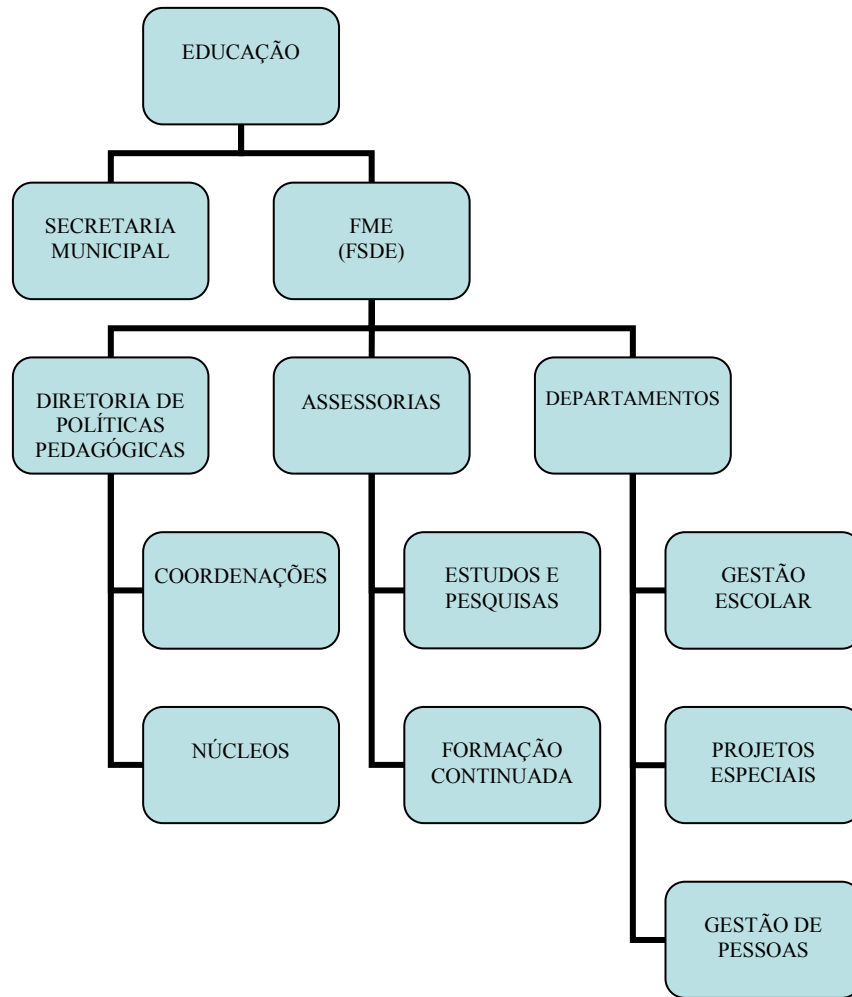 EDUCAÇÃO
SECRETARIA
MUNICIPAL
FME
(FSDE)
DIRETORIA DE
POLÍTICAS
PEDAGÓGICAS
ASSESSORIAS
DEPARTAMENTOS
COORDENAÇÕES
ESTUDOS E
PESQUISAS
GESTÃO
ESCOLAR
NÚCLEOS
FORMAÇÃO
CONTINUADA
PROJETOS
ESPECIAIS
GESTÃO DE
PESSOAS